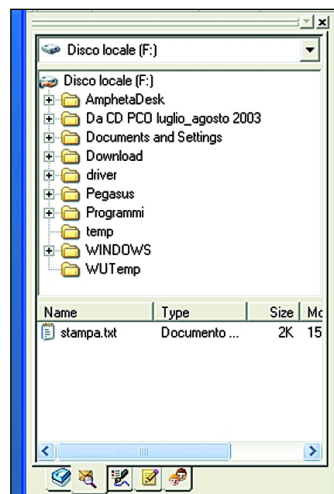 Disco locale (F:)
Disco locale (F:)
AmphetaDesk
Da CD PCO luglio_agosto 2003
Documents and Settings
Download
driver
Pegasus
Programmi
temp
WINDOWS
WUTemp
Name Type Size Mc
stampa.txt Documento ... 2K 15